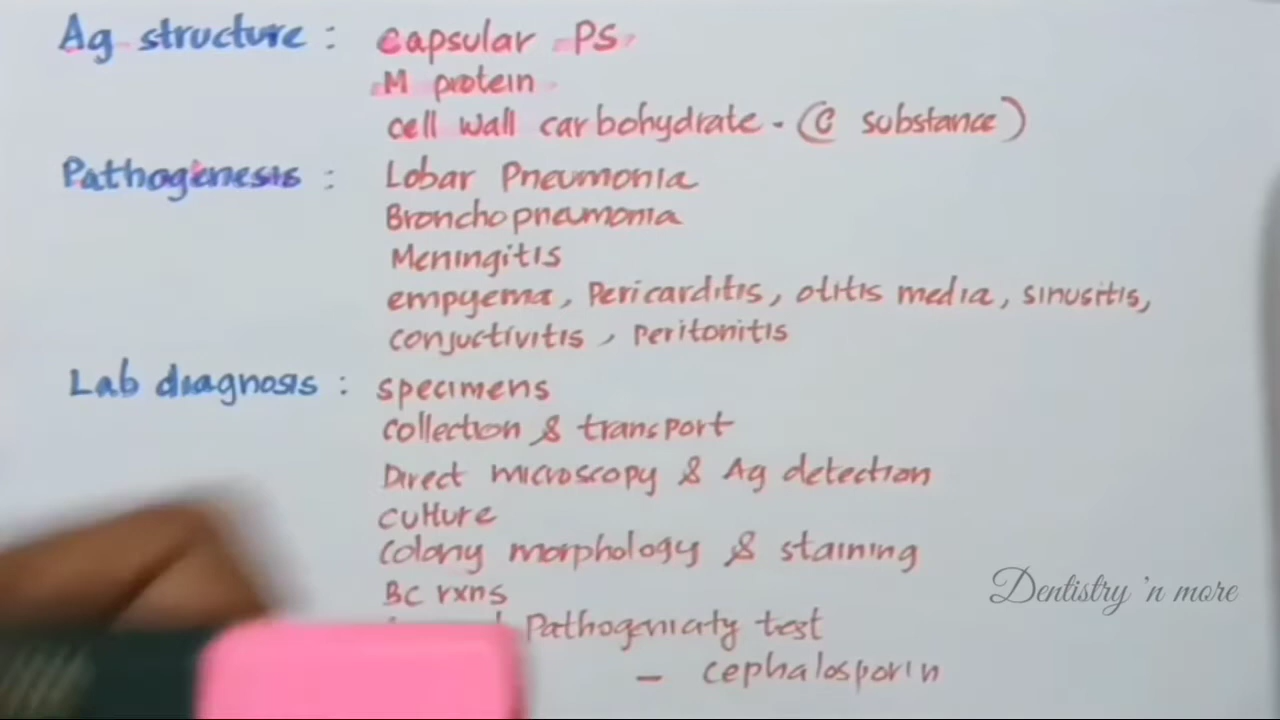 Ag structure : capsular PS
M protein
cell wall carbohydrate - (C substance)
Pathogenesis : Lobar Pneumonia
Bronchopneumonia
Meningitis
empyema, Pericarditis, otitis media, sinusitis,
conjuctivitis, Peritonitis
Lab diagnosis : specimens
collection & transport
Direct microscopy & Ag detection
culture
colony morphology & staining
BC rxns
Pathogenicity test
- cephalosporin
Dentistry 'n more